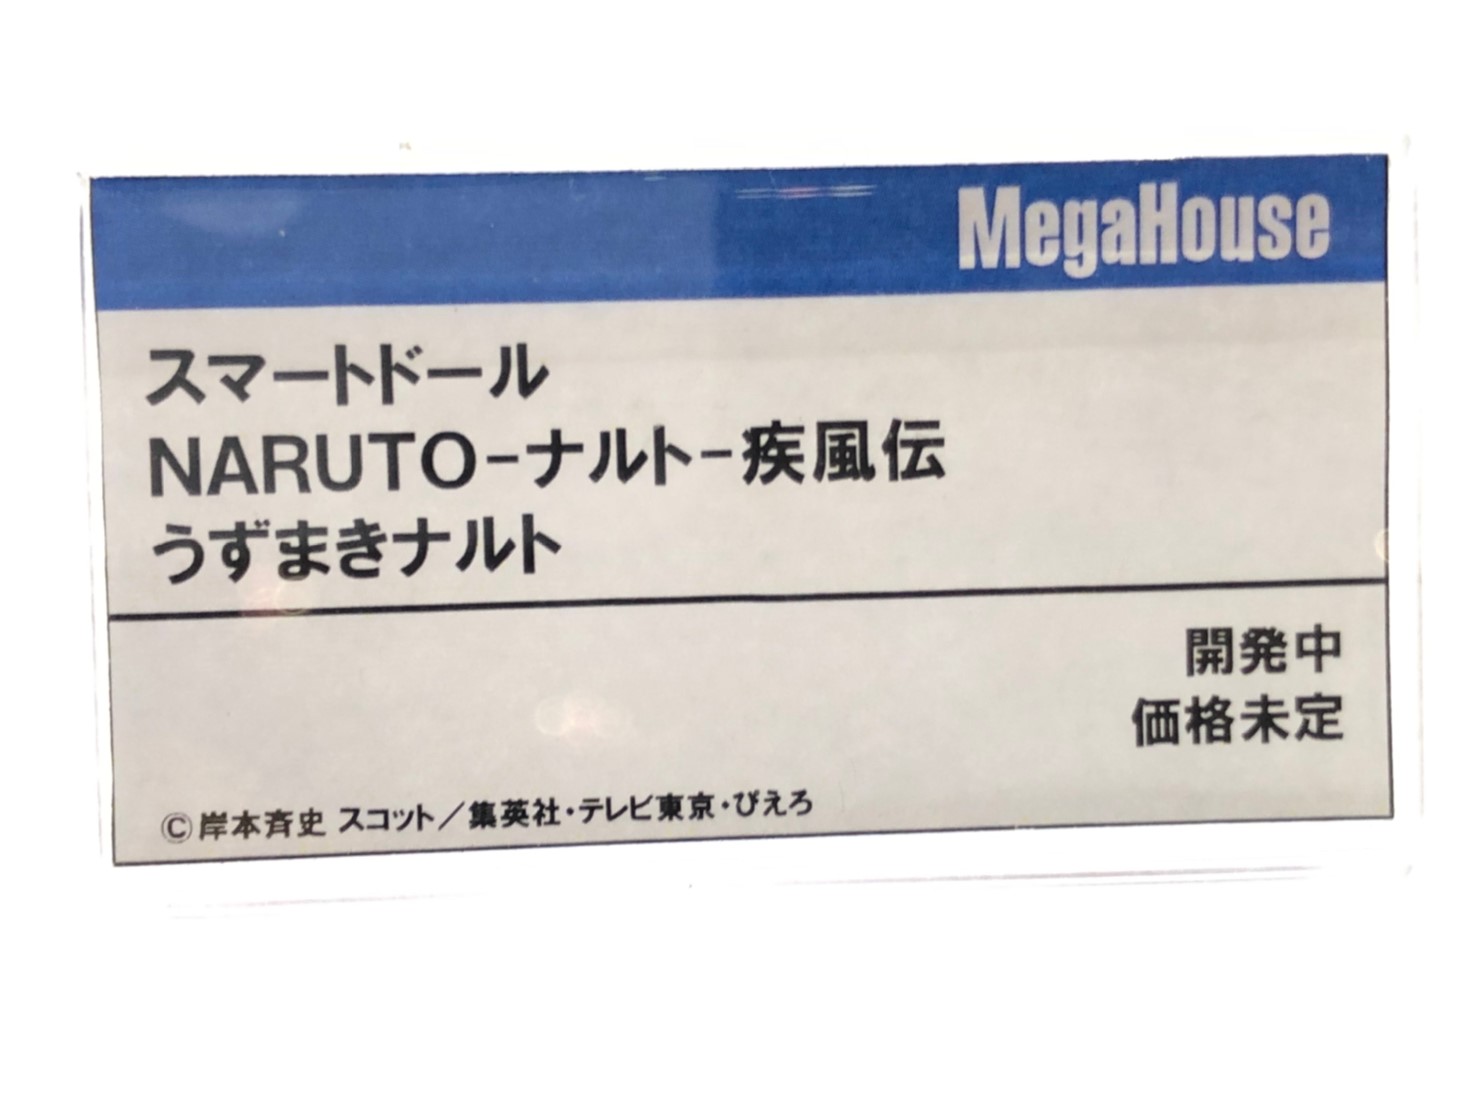 MegaHouse
スマートドール
NARUTO-ナルト-疾風伝
うずまきナルト
開発中
価格未定
©岸本斉史 スコット／集英社・テレビ東京・ぴえろ